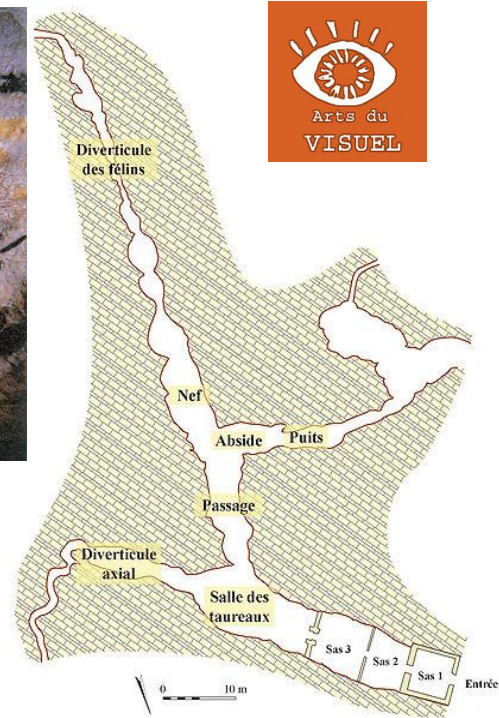 Arts du
VISUEL
Diverticule
des félins
Nef
Abside
Puits
Passage
Diverticule
axial
Salle des
taureaux
Sas 3
Sas 2
Sas 1
Entrée
0
10 m